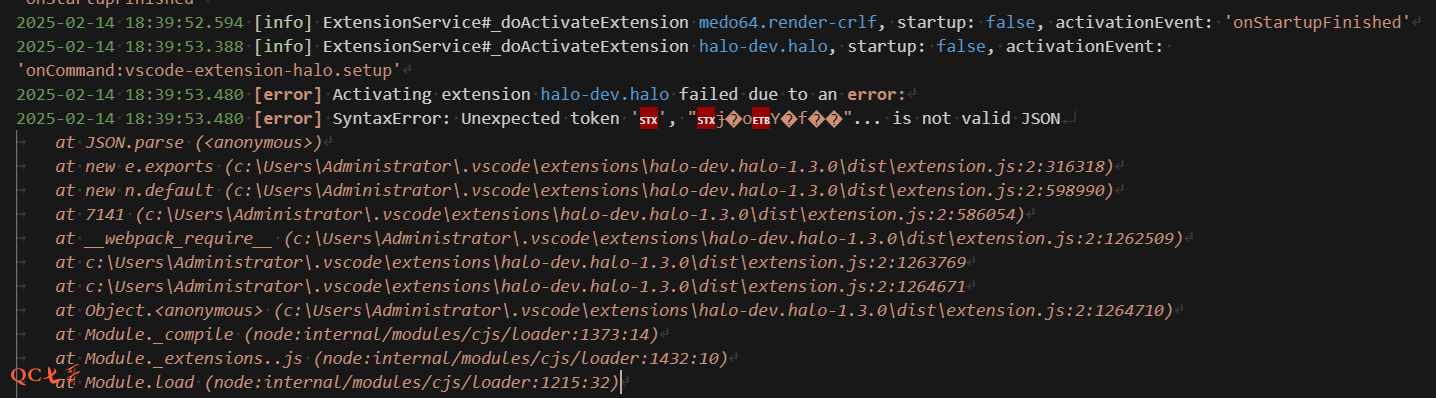 'onStartupFinished'
2025-02-14 18:39:52.594 [info] ExtensionService#_doActivateExtension medo64.render-crlf, startup: false, activationEvent: 'onStartupFinished'
2025-02-14 18:39:53.388 [info] ExtensionService#_doActivateExtension halo-dev.halo, startup: false, activationEvent:
'onCommand:vscode-extension-halo.setup'
2025-02-14 18:39:53.480 [error] Activating extension halo-dev.halo failed due to an error:
2025-02-14 18:39:53.480 [error] SyntaxError: Unexpected token 'STX', "STXj�oETBY�f��"... is not valid JSON
at JSON.parse (<anonymous>)
at new e.exports (c:\Users\Administrator\.vscode\extensions\halo-dev.halo-1.3.0\dist\extension.js:2:316318)
at new n.default (c:\Users\Administrator\.vscode\extensions\halo-dev.halo-1.3.0\dist\extension.js:2:598990)
at 7141 (c:\Users\Administrator\.vscode\extensions\halo-dev.halo-1.3.0\dist\extension.js:2:586054)
at __webpack_require__ (c:\Users\Administrator\.vscode\extensions\halo-dev.halo-1.3.0\dist\extension.js:2:1262509)
at c:\Users\Administrator\.vscode\extensions\halo-dev.halo-1.3.0\dist\extension.js:2:1263769
at c:\Users\Administrator\.vscode\extensions\halo-dev.halo-1.3.0\dist\extension.js:2:1264671
at Object.<anonymous> (c:\Users\Administrator\.vscode\extensions\halo-dev.halo-1.3.0\dist\extension.js:2:1264710)
at Module._compile (node:internal/modules/cjs/loader:1373:14)
at Module._extensions..js (node:internal/modules/cjs/loader:1432:10)
at Module.load (node:internal/modules/cjs/loader:1215:32)
QC七